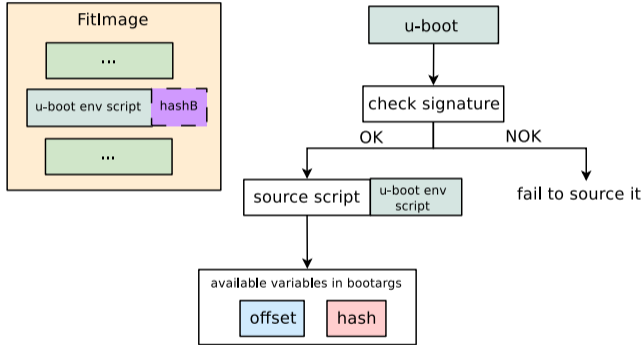 FitImage
...
u-boot env script
hashB
...
u-boot
check signature
OK
NOK
source script
u-boot env
script
fail to source it
available variables in bootargs
offset
hash